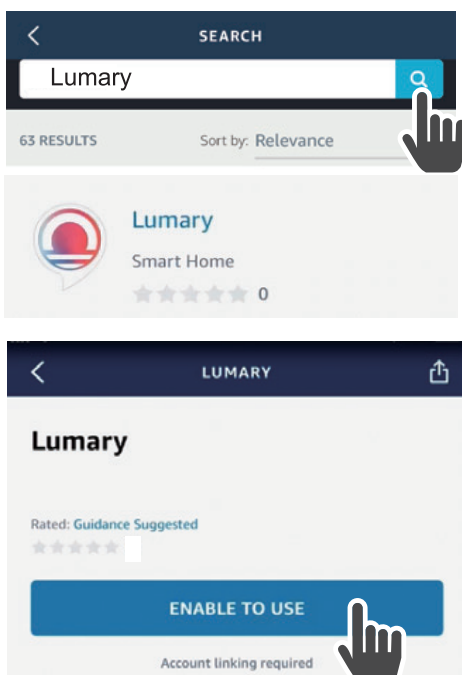 SEARCH
Lumary
63 RESULTS Sort by: Relevance
Lumary
Smart Home
0
LUMARY
Lumary
Rated: Guidance Suggested
ENABLE TO USE
Account linking required